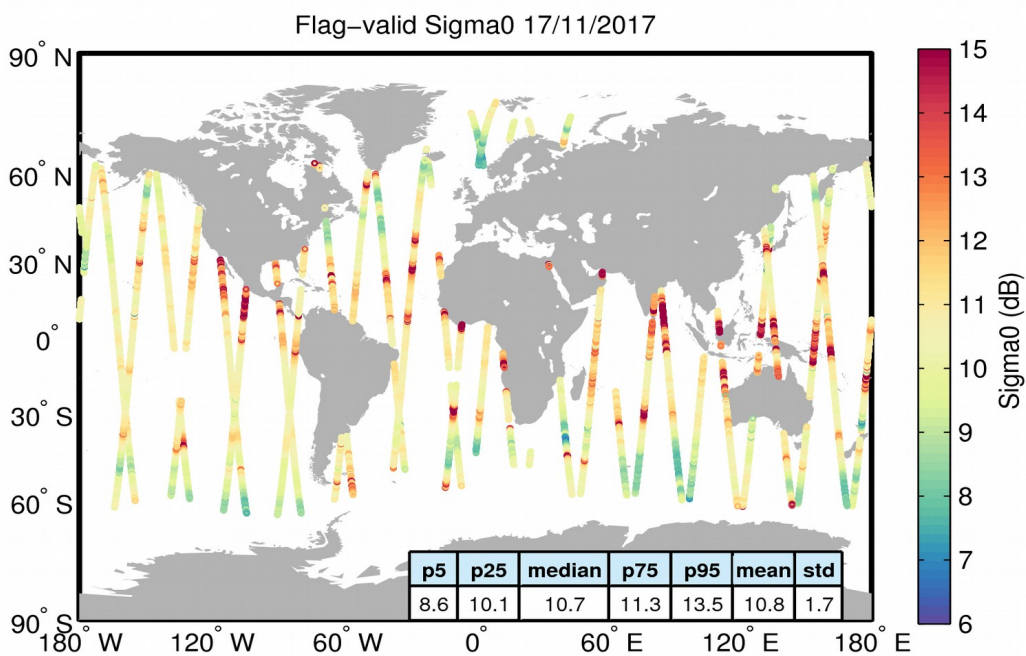 Flag–valid Sigma0 17/11/2017
90° N
60° N
30° N
0°
30° S
60° S
90° S
180° W
120° W
60° W
0°
60° E
120° E
180° E
15
14
13
12
11
10
9
8
7
6
Sigma0 (dB)
p5 p25 median p75 p95 mean std
8.6 10.1 10.7 11.3 13.5 10.8 1.7